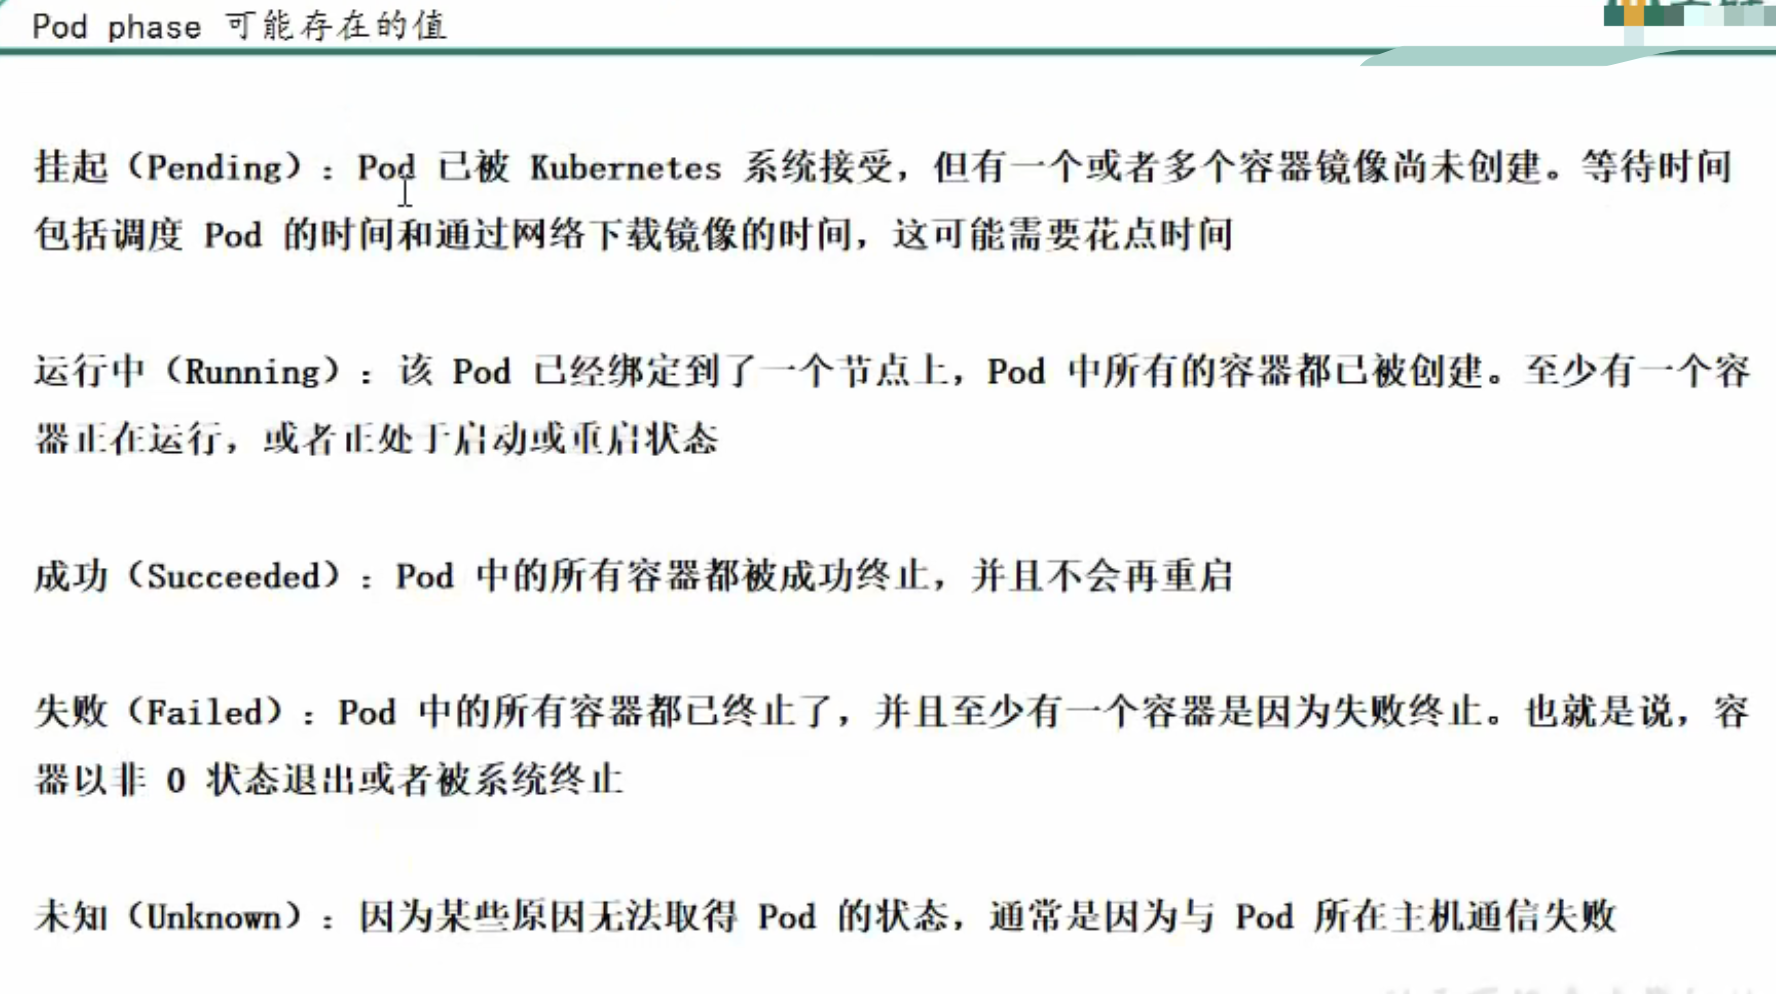 Pod phase 可能存在的值
挂起（Pending）：Pod 已被 Kubernetes 系统接受，但有一个或者多个容器镜像尚未创建。等待时间
包括调度 Pod 的时间和通过网络下载镜像的时间，这可能需要花点时间
运行中（Running）：该 Pod 已经绑定到了一个节点上，Pod 中所有的容器都已被创建。至少有一个容
器正在运行，或者正处于启动或重启状态
成功（Succeeded）：Pod 中的所有容器都被成功终止，并且不会再重启
失败（Failed）：Pod 中的所有容器都已终止了，并且至少有一个容器是因为失败终止。也就是说，容
器以非 0 状态退出或者被系统终止
未知（Unknown）：因为某些原因无法取得 Pod 的状态，通常是因为与 Pod 所在主机通信失败